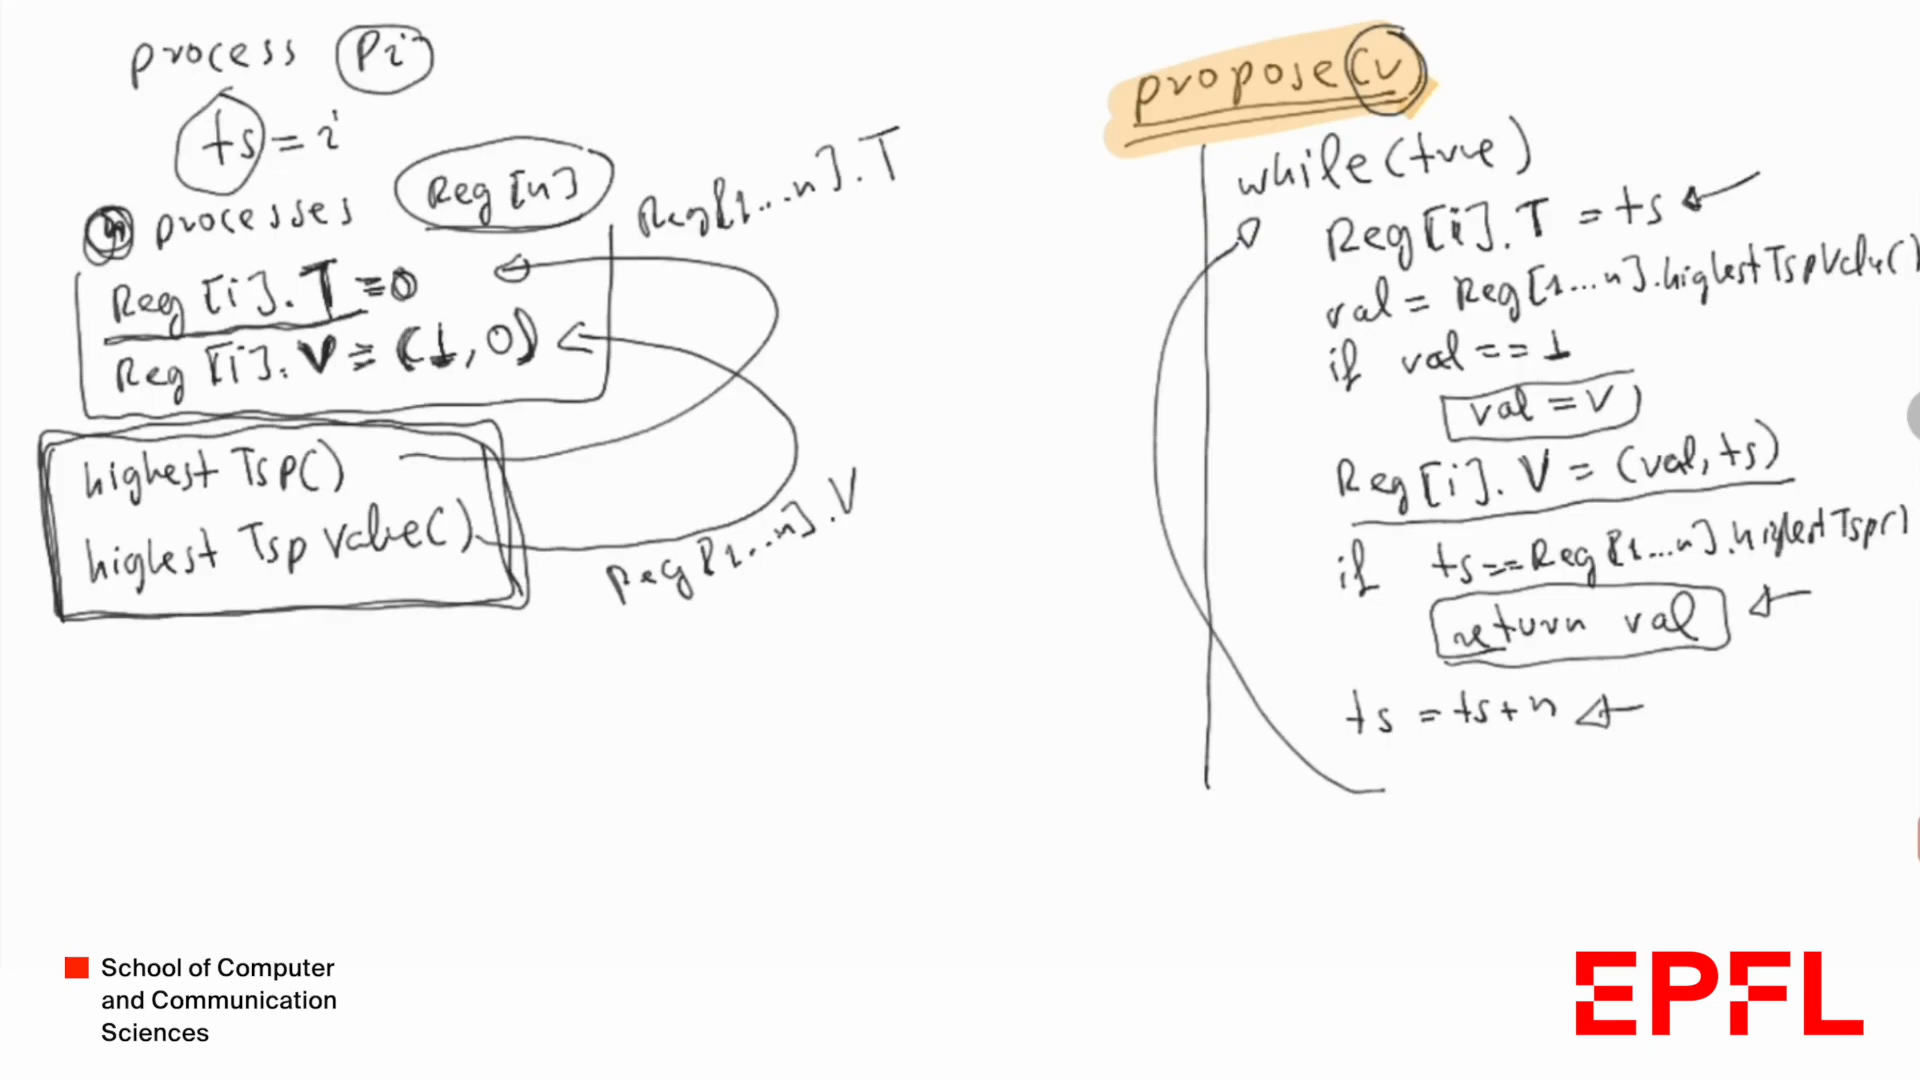 process Pi
ts = i
n processes Reg [n]
Reg[1...n].T
Reg [i]. T = 0
Reg [i]. V = (⊥, 0)
highest Tsp()
highest Tsp value()
Reg[1...n].V
propose(v)
while(true)
Reg[i].T = ts
val = Reg[1...n].highestTspValue()
if val == ⊥
val = v
Reg[i]. V = (val, ts)
if ts == Reg[1...n].highestTsp()
return val
ts = ts + n
School of Computer
and Communication
Sciences
EPFL